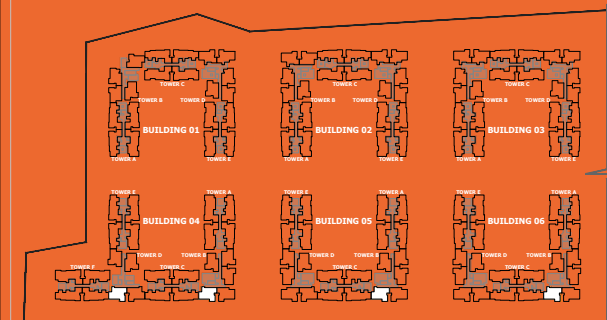 TOWER C TOWER C TOWER C
TOWER B TOWER D TOWER B TOWER D TOWER B TOWER D
BUILDING 01 BUILDING 02 BUILDING 03
TOWER A TOWER E TOWER A TOWER E TOWER A TOWER E
TOWER E TOWER A TOWER E TOWER A TOWER E TOWER A
BUILDING 04 BUILDING 05 BUILDING 06
TOWER D TOWER B TOWER D TOWER B TOWER D TOWER B
TOWER F TOWER C TOWER C TOWER C